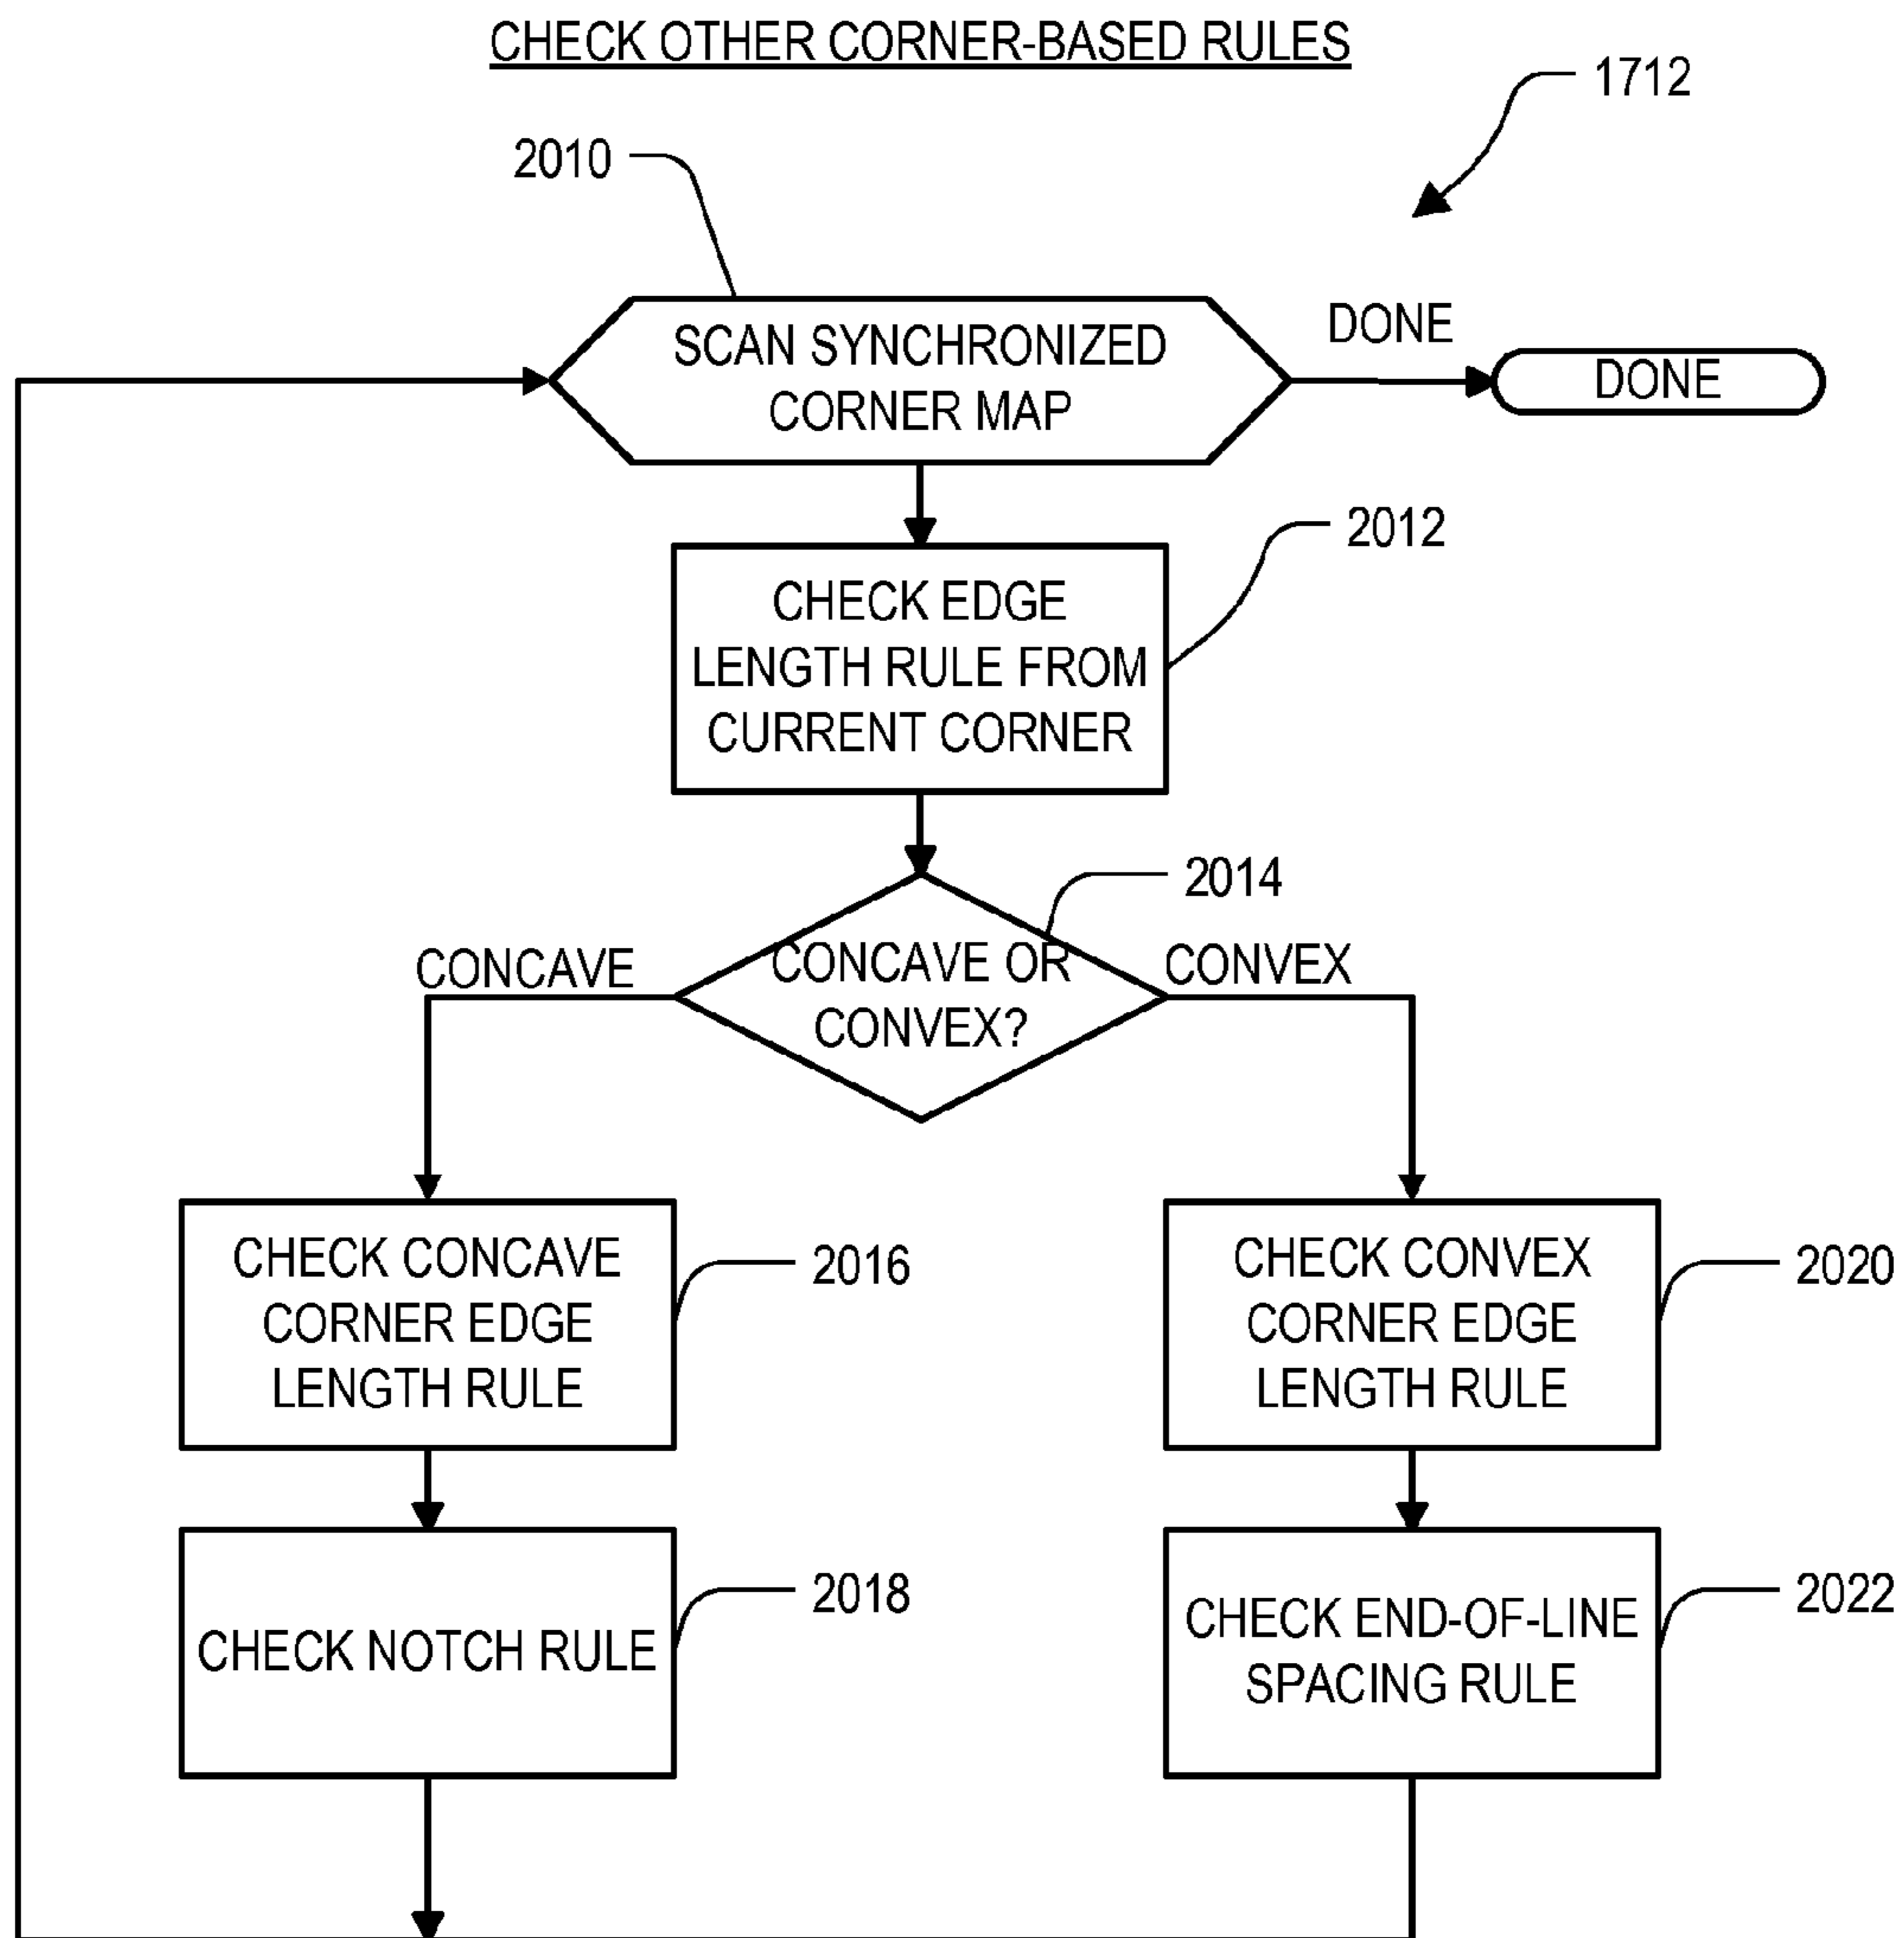 CHECK OTHER CORNER-BASED RULES
1712
2010
SCAN SYNCHRONIZED
CORNER MAP
DONE
DONE
2012
CHECK EDGE
LENGTH RULE FROM
CURRENT CORNER
2014
CONCAVE
CONCAVE OR
CONVEX?
CONVEX
CHECK CONCAVE
CORNER EDGE
LENGTH RULE
2016
CHECK CONVEX
CORNER EDGE
LENGTH RULE
2020
CHECK NOTCH RULE
2018
CHECK END-OF-LINE
SPACING RULE
2022